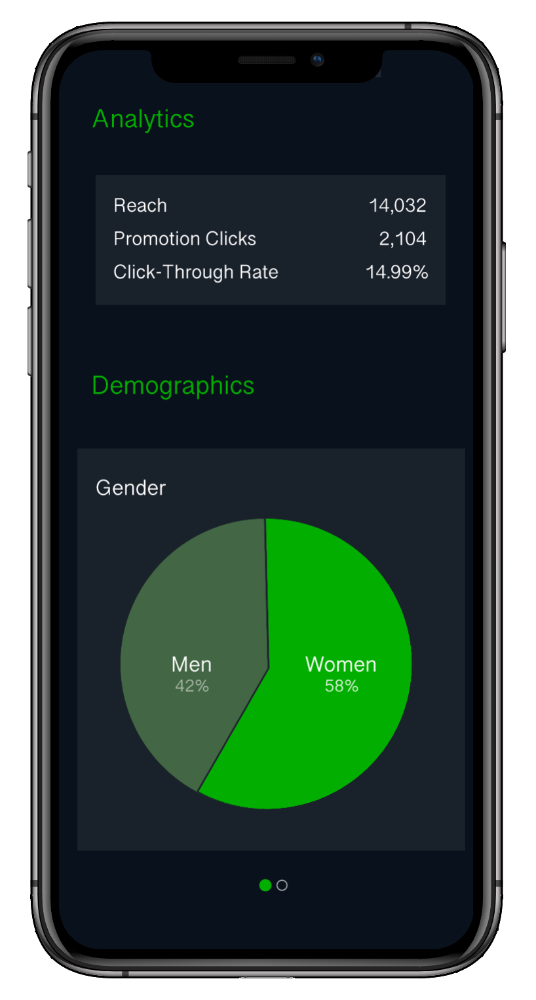 Analytics
Reach 14,032
Promotion Clicks 2,104
Click-Through Rate 14.99%
Demographics
Gender
Men Women
42% 58%